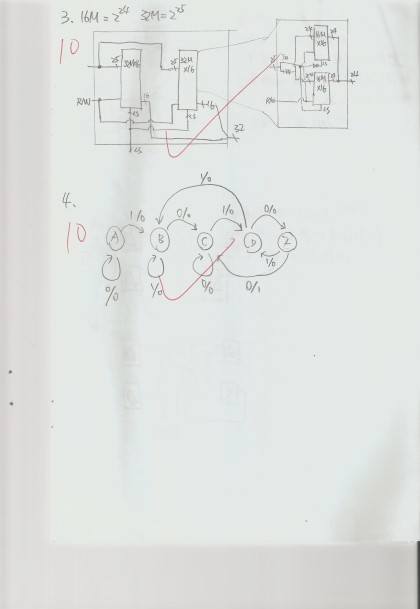 3. 16M = 2^24 32M = 2^25
10
25 32M×16 25 32M X16
R/W 16 16
CS CS 32
CS
16M X16
16M X16
24
R/W
CS
4.
10
1/0
1/0 0/0 1/0 0/0
A B C D Z
1/0
0/0 1/0 0/0 0/1